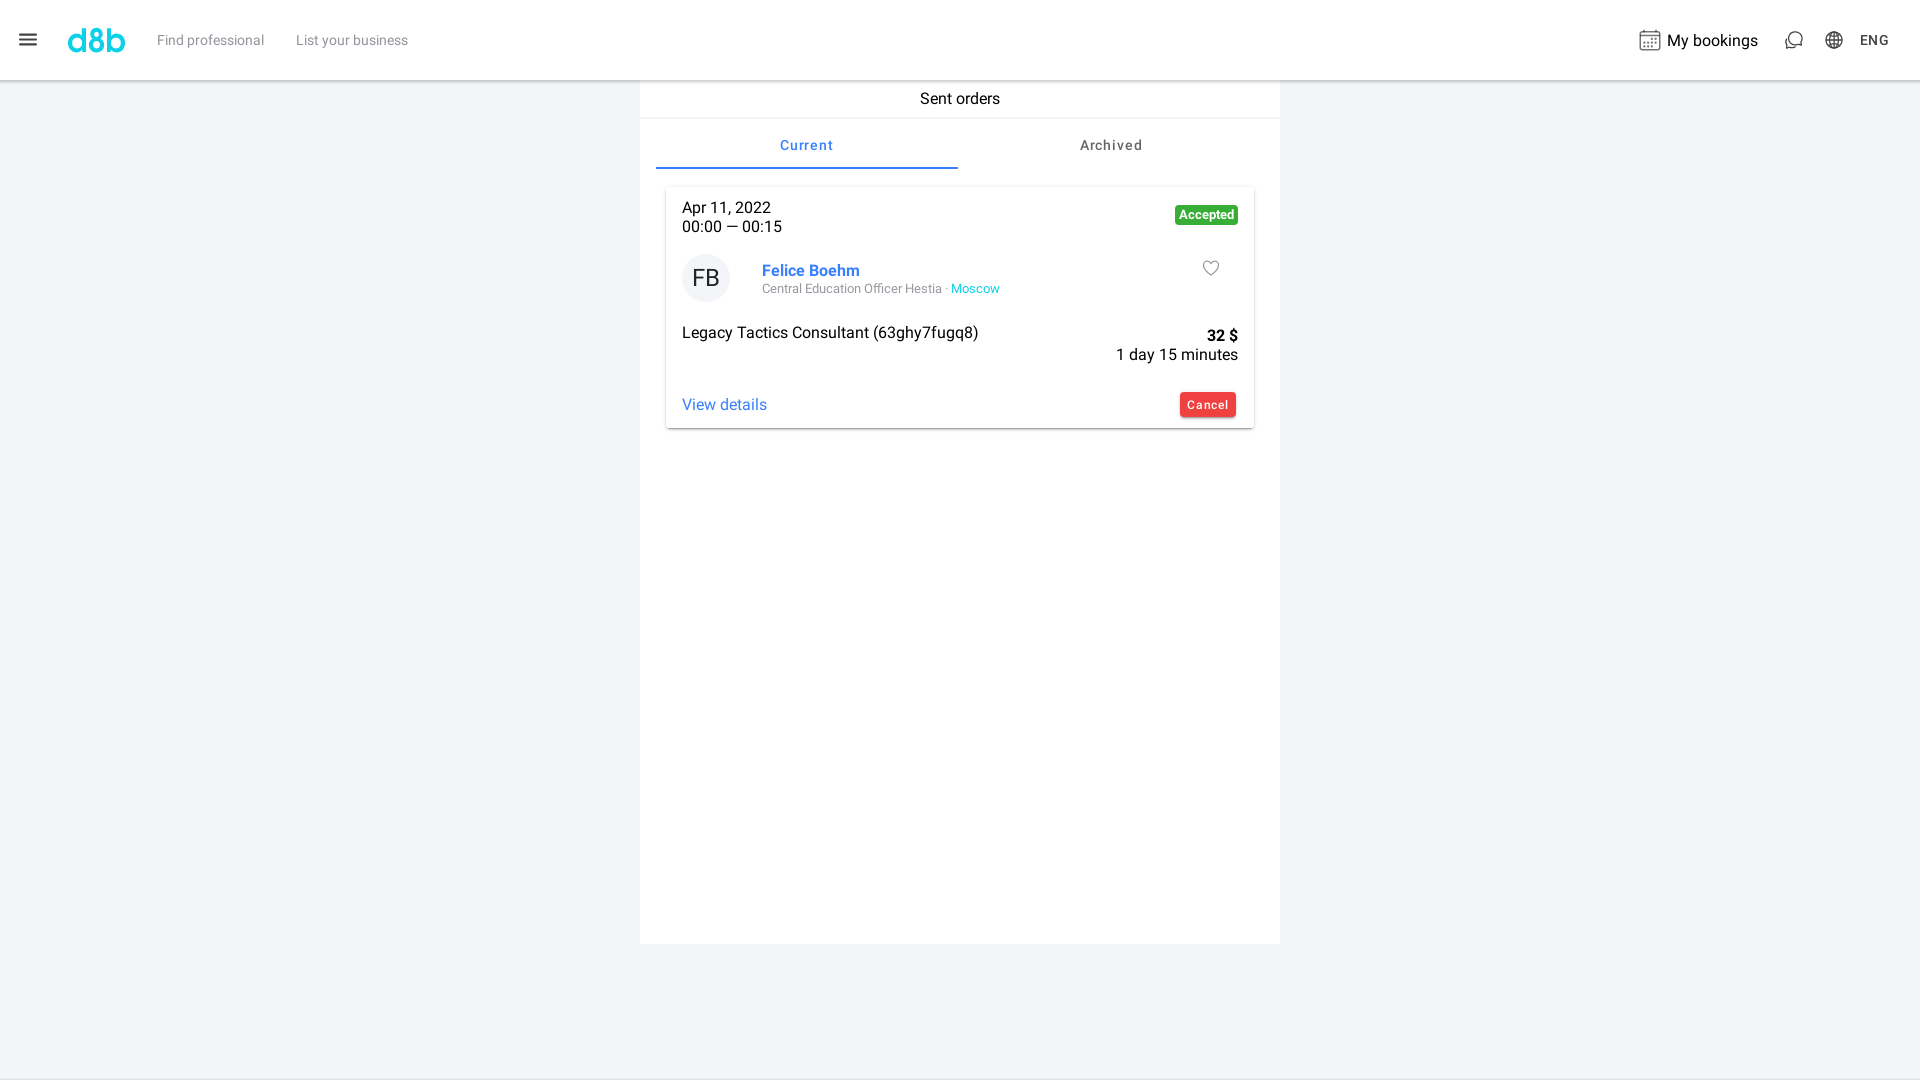 d8b
Find professional
List your business
My bookings
ENG
Sent orders
Current
Archived
Apr 11, 2022
00:00 — 00:15
Accepted
FB
Felice Boehm
Central Education Officer Hestia · Moscow
Legacy Tactics Consultant (63ghy7fugq8)
32 $
1 day 15 minutes
View details
Cancel